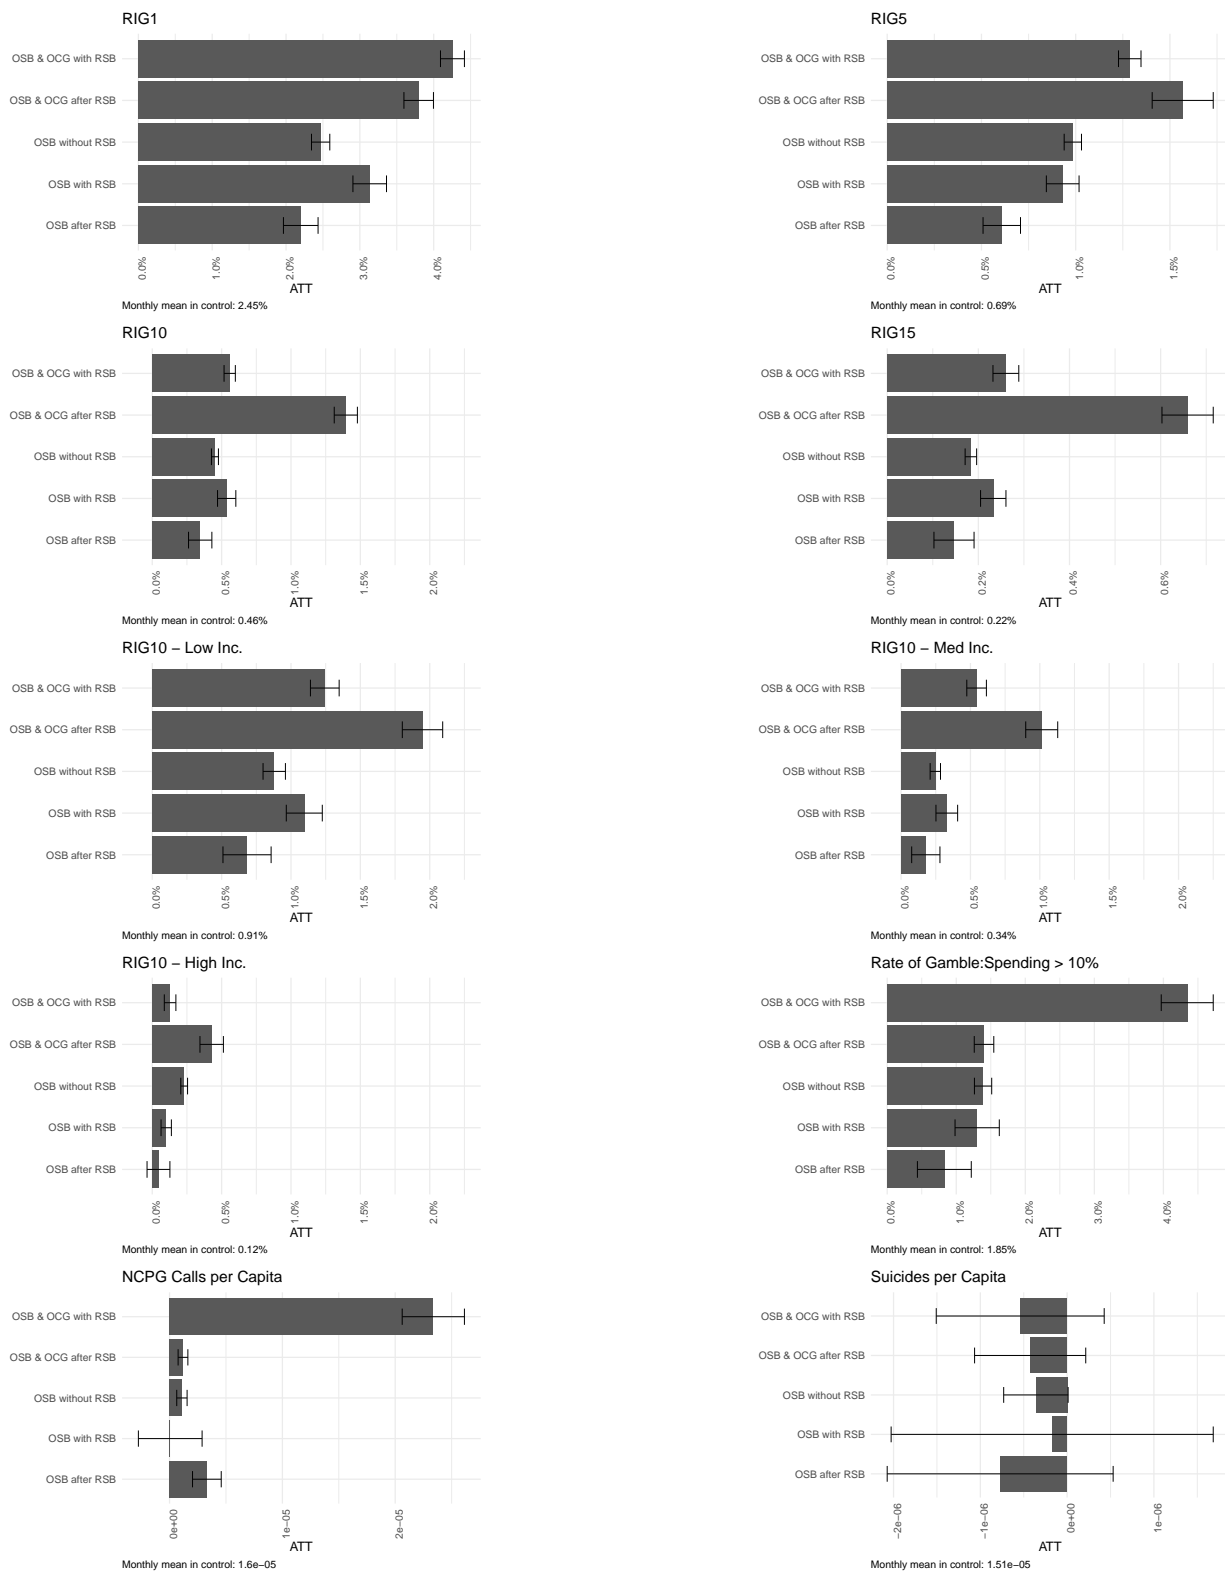 RIG1
OSB & OCG with RSB
OSB & OCG after RSB
OSB without RSB
OSB with RSB
OSB after RSB
0.0%
1.0%
2.0%
3.0%
4.0%
ATT
Monthly mean in control: 2.45%
RIG5
OSB & OCG with RSB
OSB & OCG after RSB
OSB without RSB
OSB with RSB
OSB after RSB
0.0%
0.5%
1.0%
1.5%
ATT
Monthly mean in control: 0.69%
RIG10
OSB & OCG with RSB
OSB & OCG after RSB
OSB without RSB
OSB with RSB
OSB after RSB
0.0%
0.5%
1.0%
1.5%
2.0%
ATT
Monthly mean in control: 0.46%
RIG15
OSB & OCG with RSB
OSB & OCG after RSB
OSB without RSB
OSB with RSB
OSB after RSB
0.0%
0.2%
0.4%
0.6%
ATT
Monthly mean in control: 0.22%
RIG10 − Low Inc.
OSB & OCG with RSB
OSB & OCG after RSB
OSB without RSB
OSB with RSB
OSB after RSB
0.0%
0.5%
1.0%
1.5%
2.0%
ATT
Monthly mean in control: 0.91%
RIG10 − Med Inc.
OSB & OCG with RSB
OSB & OCG after RSB
OSB without RSB
OSB with RSB
OSB after RSB
0.0%
0.5%
1.0%
1.5%
2.0%
ATT
Monthly mean in control: 0.34%
RIG10 − High Inc.
OSB & OCG with RSB
OSB & OCG after RSB
OSB without RSB
OSB with RSB
OSB after RSB
0.0%
0.5%
1.0%
1.5%
2.0%
ATT
Monthly mean in control: 0.12%
Rate of Gamble:Spending > 10%
OSB & OCG with RSB
OSB & OCG after RSB
OSB without RSB
OSB with RSB
OSB after RSB
0.0%
1.0%
2.0%
3.0%
4.0%
ATT
Monthly mean in control: 1.85%
NCPG Calls per Capita
OSB & OCG with RSB
OSB & OCG after RSB
OSB without RSB
OSB with RSB
OSB after RSB
0e+00
1e−05
2e−05
ATT
Monthly mean in control: 1.6e−05
Suicides per Capita
OSB & OCG with RSB
OSB & OCG after RSB
OSB without RSB
OSB with RSB
OSB after RSB
−2e−06
−1e−06
0e+00
1e−06
ATT
Monthly mean in control: 1.51e−05